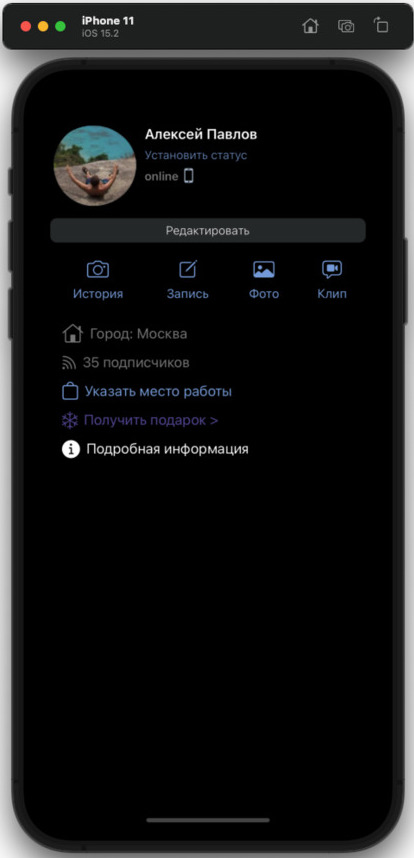 iPhone 11
iOS 15.2
Алексей Павлов
Установить статус
online
Редактировать
История Запись Фото Клип
Город: Москва
35 подписчиков
Указать место работы
Получить подарок >
Подробная информация